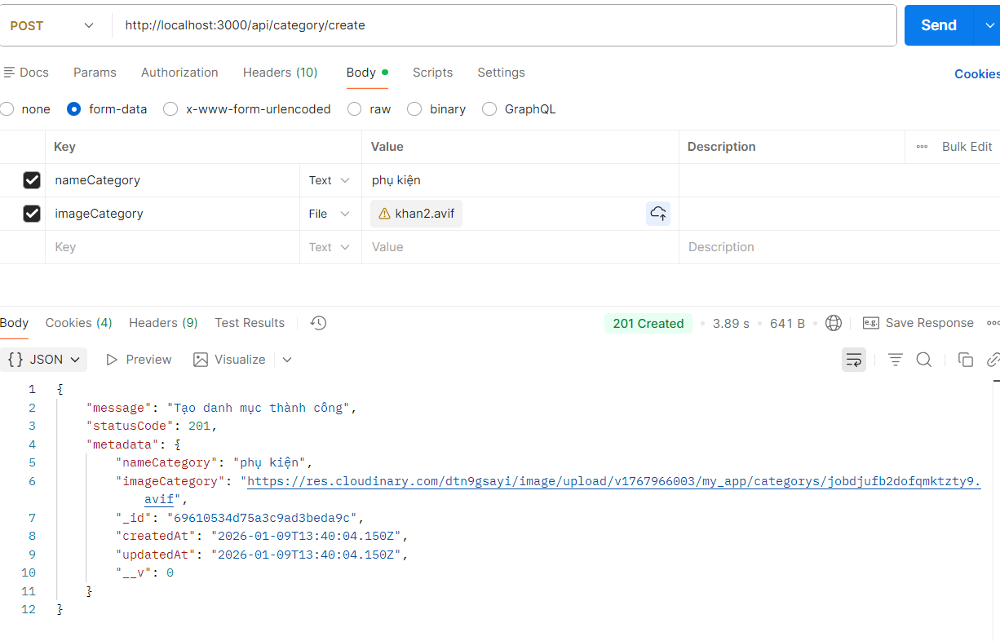 POST http://localhost:3000/api/category/create Send
Docs Params Authorization Headers (10) Body Scripts Settings Cookies
none form-data x-www-form-urlencoded raw binary GraphQL
Key Value Description Bulk Edit
nameCategory Text phụ kiện
imageCategory File khan2.avif
Key Text Value Description
Body Cookies (4) Headers (9) Test Results 201 Created 3.89 s 641 B e.g. Save Response
{} JSON Preview Visualize
1 {
2 "message": "Tạo danh mục thành công",
3 "statusCode": 201,
4 "metadata": {
5 "nameCategory": "phụ kiện",
6 "imageCategory": "https://res.cloudinary.com/dtn9gsayi/image/upload/v1767966003/my_app/categorys/jobdjufb2dofqmktzty9.
avif",
7 "_id": "69610534d75a3c9ad3beda9c",
8 "createdAt": "2026-01-09T13:40:04.150Z",
9 "updatedAt": "2026-01-09T13:40:04.150Z",
10 "__v": 0
11 }
12 }